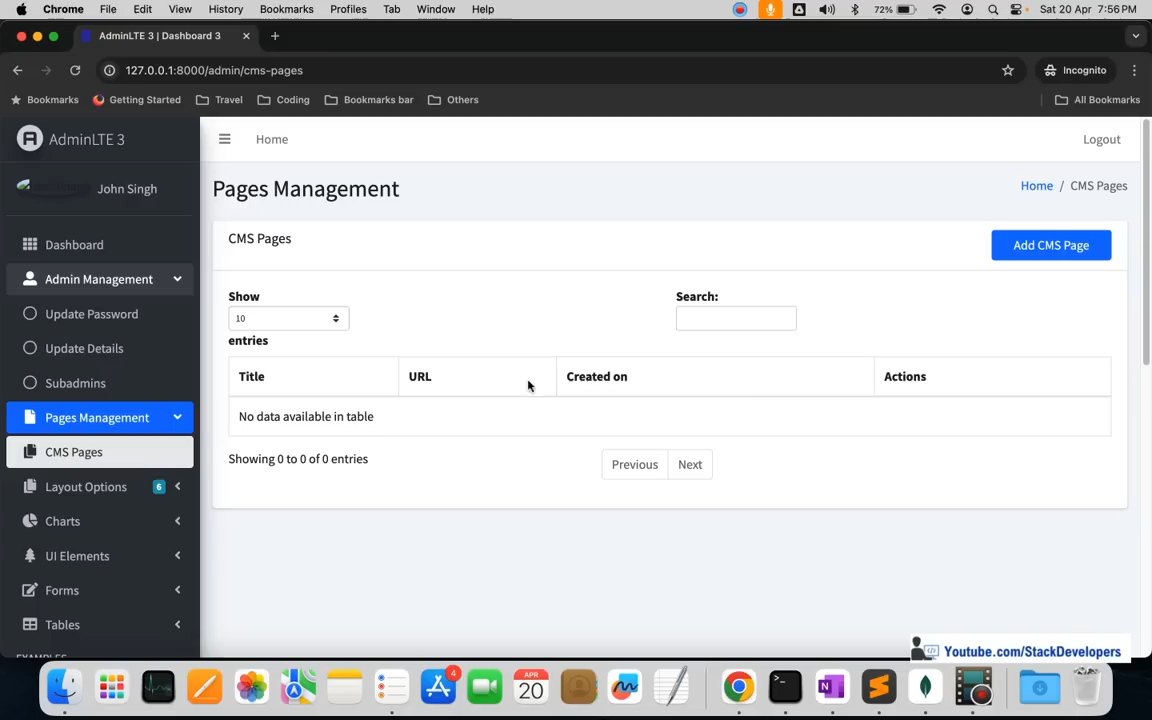 Chrome File Edit View History Bookmarks Profiles Tab Window Help 72% Sat 20 Apr 7:56 PM
AdminLTE 3 | Dashboard 3
127.0.0.1:8000/admin/cms-pages Incognito
Bookmarks Getting Started Travel Coding Bookmarks bar Others All Bookmarks
AdminLTE 3
Home Logout
John Singh
Pages Management
Home / CMS Pages
CMS Pages
Add CMS Page
Dashboard
Admin Management
Update Password
Update Details
Subadmins
Pages Management
CMS Pages
Layout Options 6
Charts
UI Elements
Forms
Tables
Show
10
entries
Search:
Title URL Created on Actions
No data available in table
Showing 0 to 0 of 0 entries
Previous Next
Youtube.com/StackDevelopers
4
APR
20